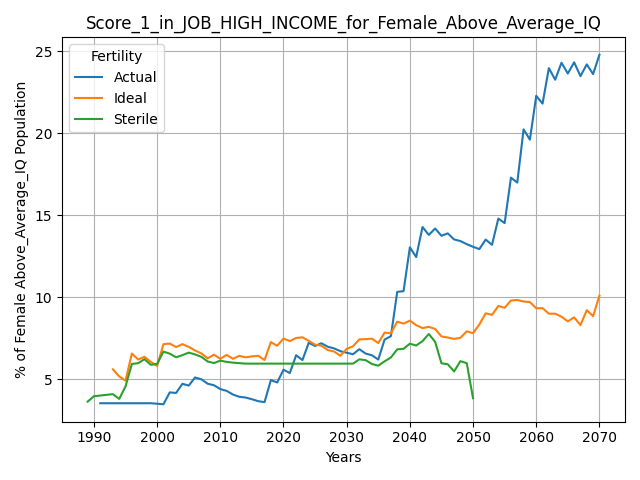 Score_1_in_JOB_HIGH_INCOME_for_Female_Above_Average_IQ
% of Female Above_Average_IQ Population
25
20
15
10
5
Fertility
Actual
Ideal
Sterile
1990 2000 2010 2020 2030 2040 2050 2060 2070
Years